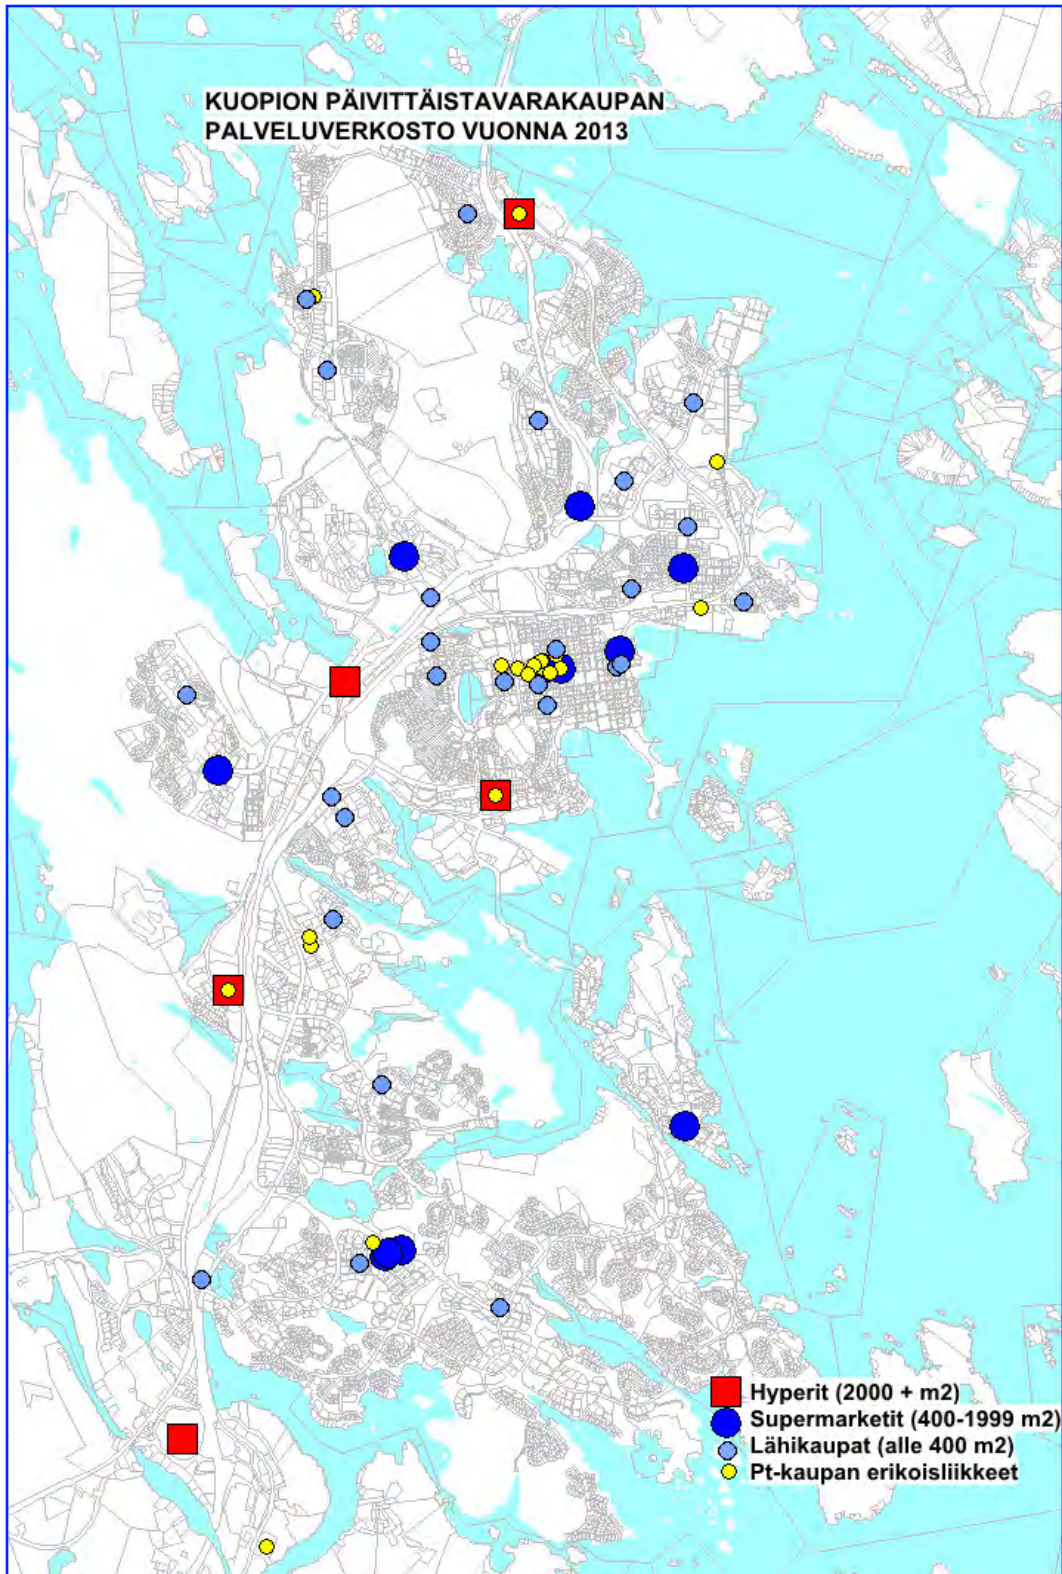 KUOPION PÄIVITTÄISTAVARAKAUPAN
PALVELUVERKOSTO VUONNA 2013
Hyperit (2000 + m2)
Supermarketit (400-1999 m2)
Lähikaupat (alle 400 m2)
Pt-kaupan erikoisliikkeet